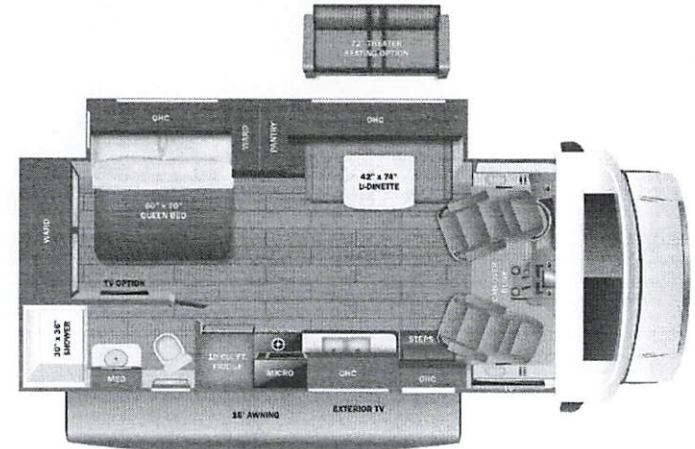 72" THEATER
SEATING OPTION
OHC
WARD
PANTRY
OHC
42" x 74"
U-DINETTE
60" x 70"
QUEEN BED
WARD
TV OPTION
30" x 36"
SHOWER
MED
10 CU. FT.
FRIDGE
MICRO
OHC
STEPS
OHC
TV
16' AWNING
EXTERIOR TV